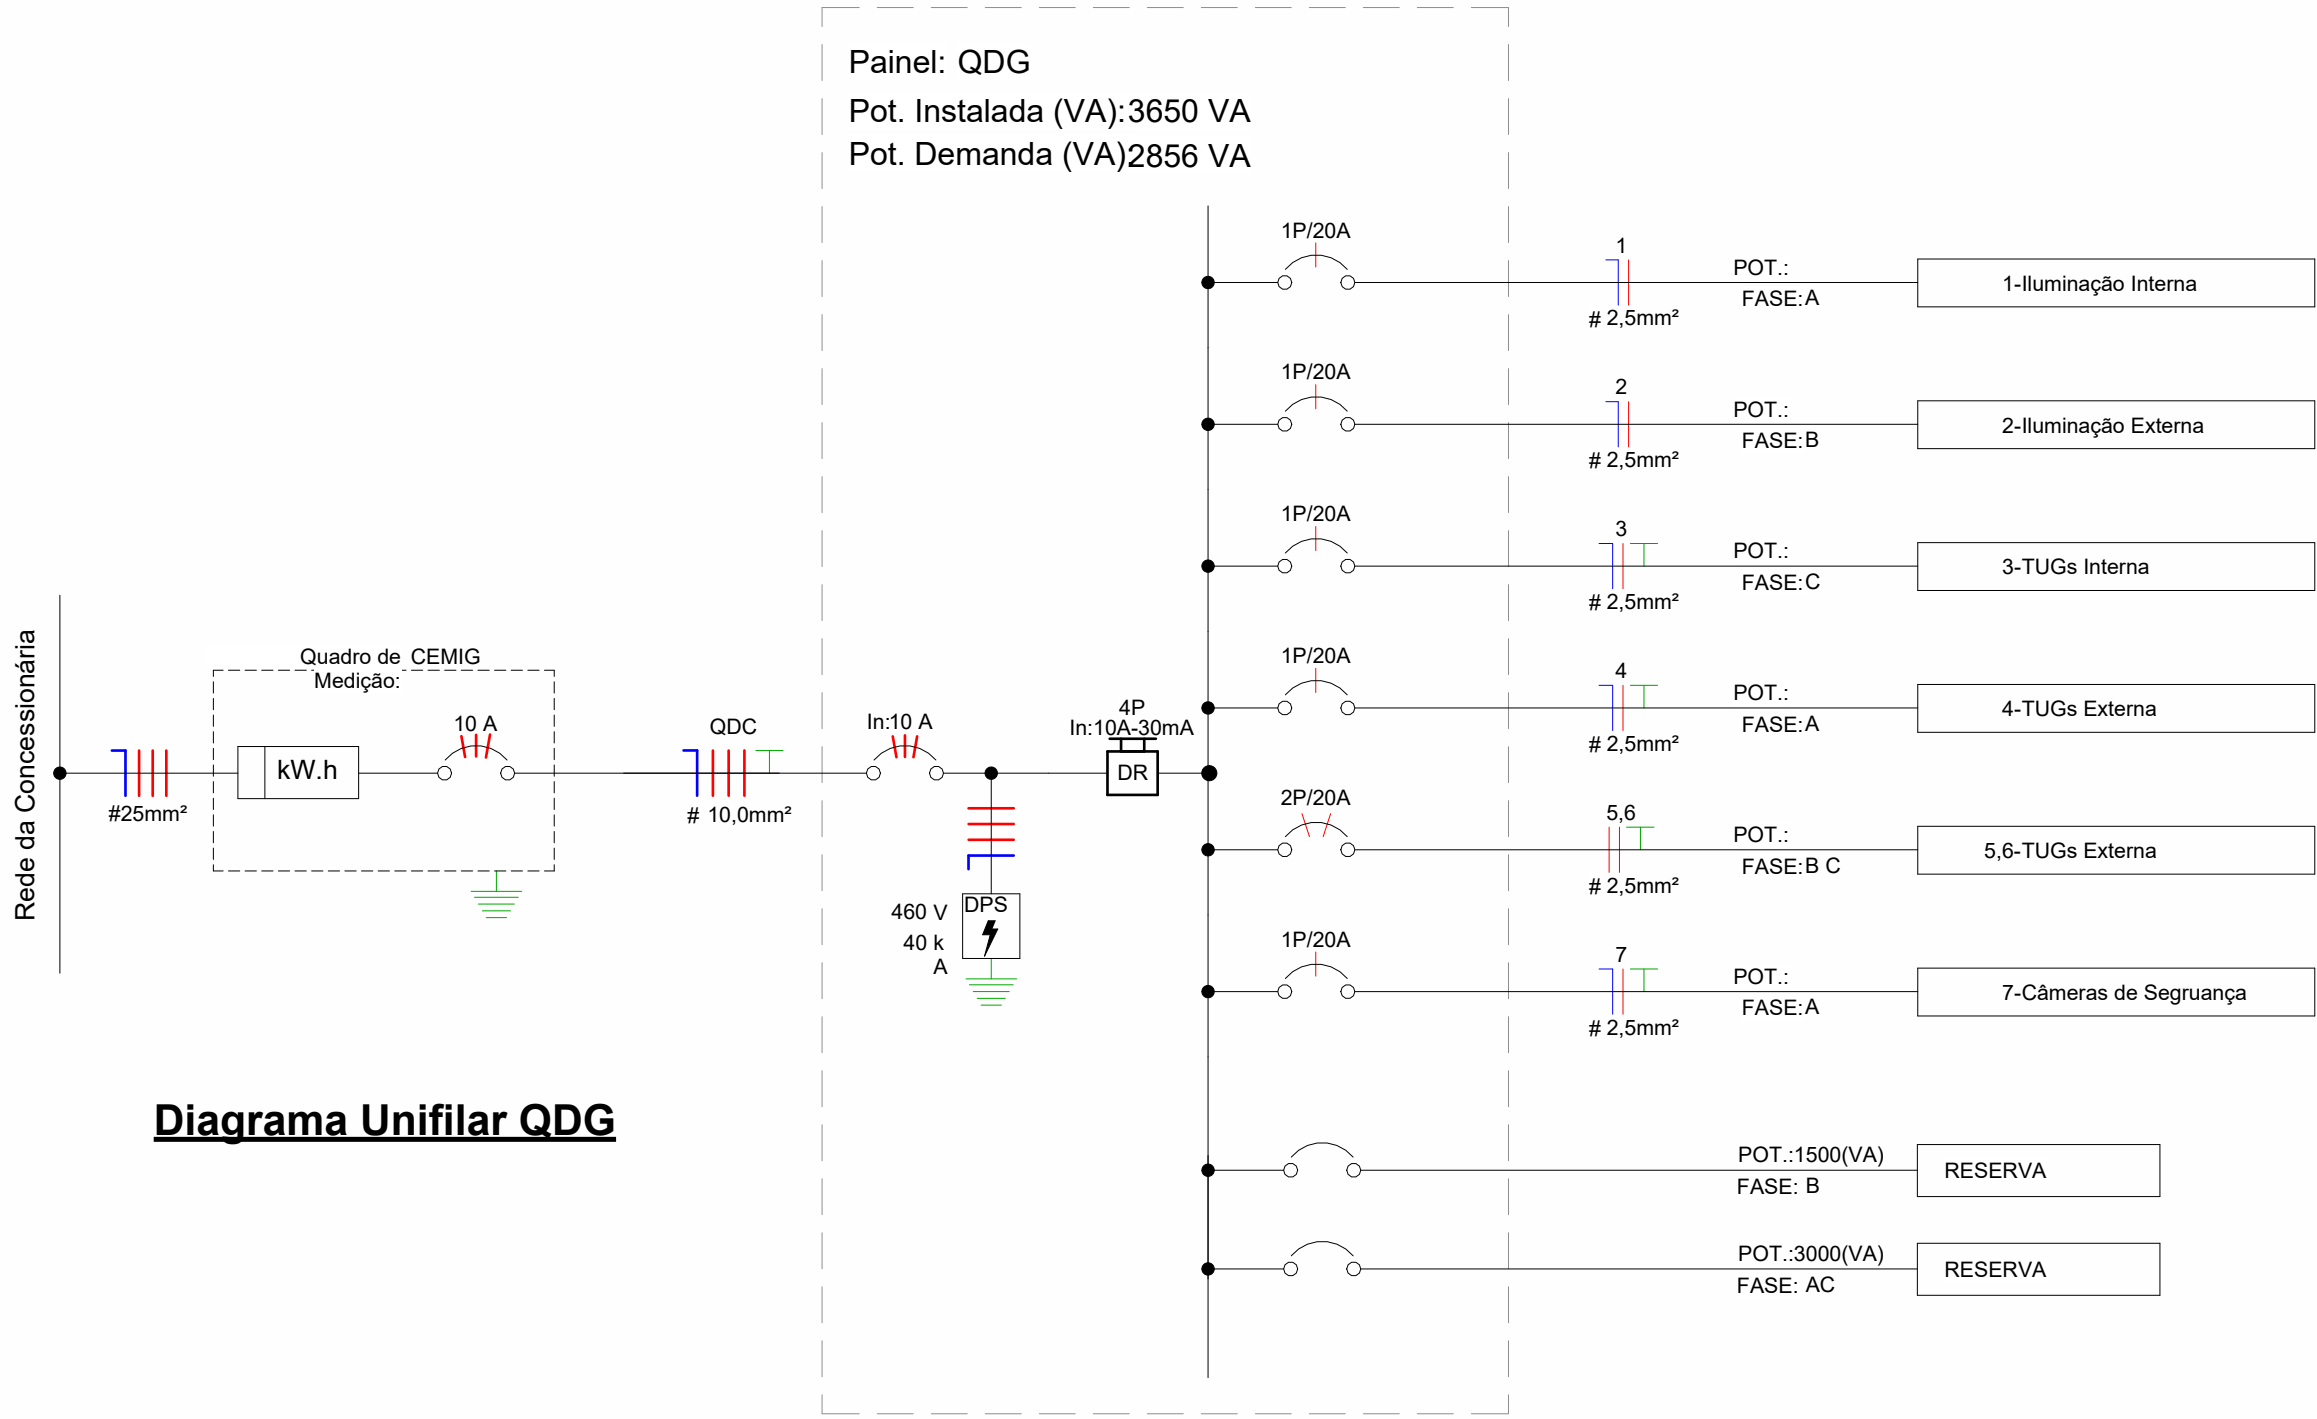 Painel: QDG
Pot. Instalada (VA):3650 VA
Pot. Demanda (VA)2856 VA
Rede da Concessionária
#25mm²
Quadro de CEMIG
Medição:
kW.h
10 A
QDC
# 10,0mm²
In:10 A
460 V
40 k
A
DPS
4P
In:10A-30mA
DR
1P/20A
1
# 2,5mm²
POT.:
FASE:A
1-Iluminação Interna
1P/20A
2
# 2,5mm²
POT.:
FASE:B
2-Iluminação Externa
1P/20A
3
# 2,5mm²
POT.:
FASE:C
3-TUGs Interna
1P/20A
4
# 2,5mm²
POT.:
FASE:A
4-TUGs Externa
2P/20A
5,6
# 2,5mm²
POT.:
FASE:B C
5,6-TUGs Externa
1P/20A
7
# 2,5mm²
POT.:
FASE:A
7-Câmeras de Segruança
POT.:1500(VA)
FASE: B
RESERVA
POT.:3000(VA)
FASE: AC
RESERVA
Diagrama Unifilar QDG